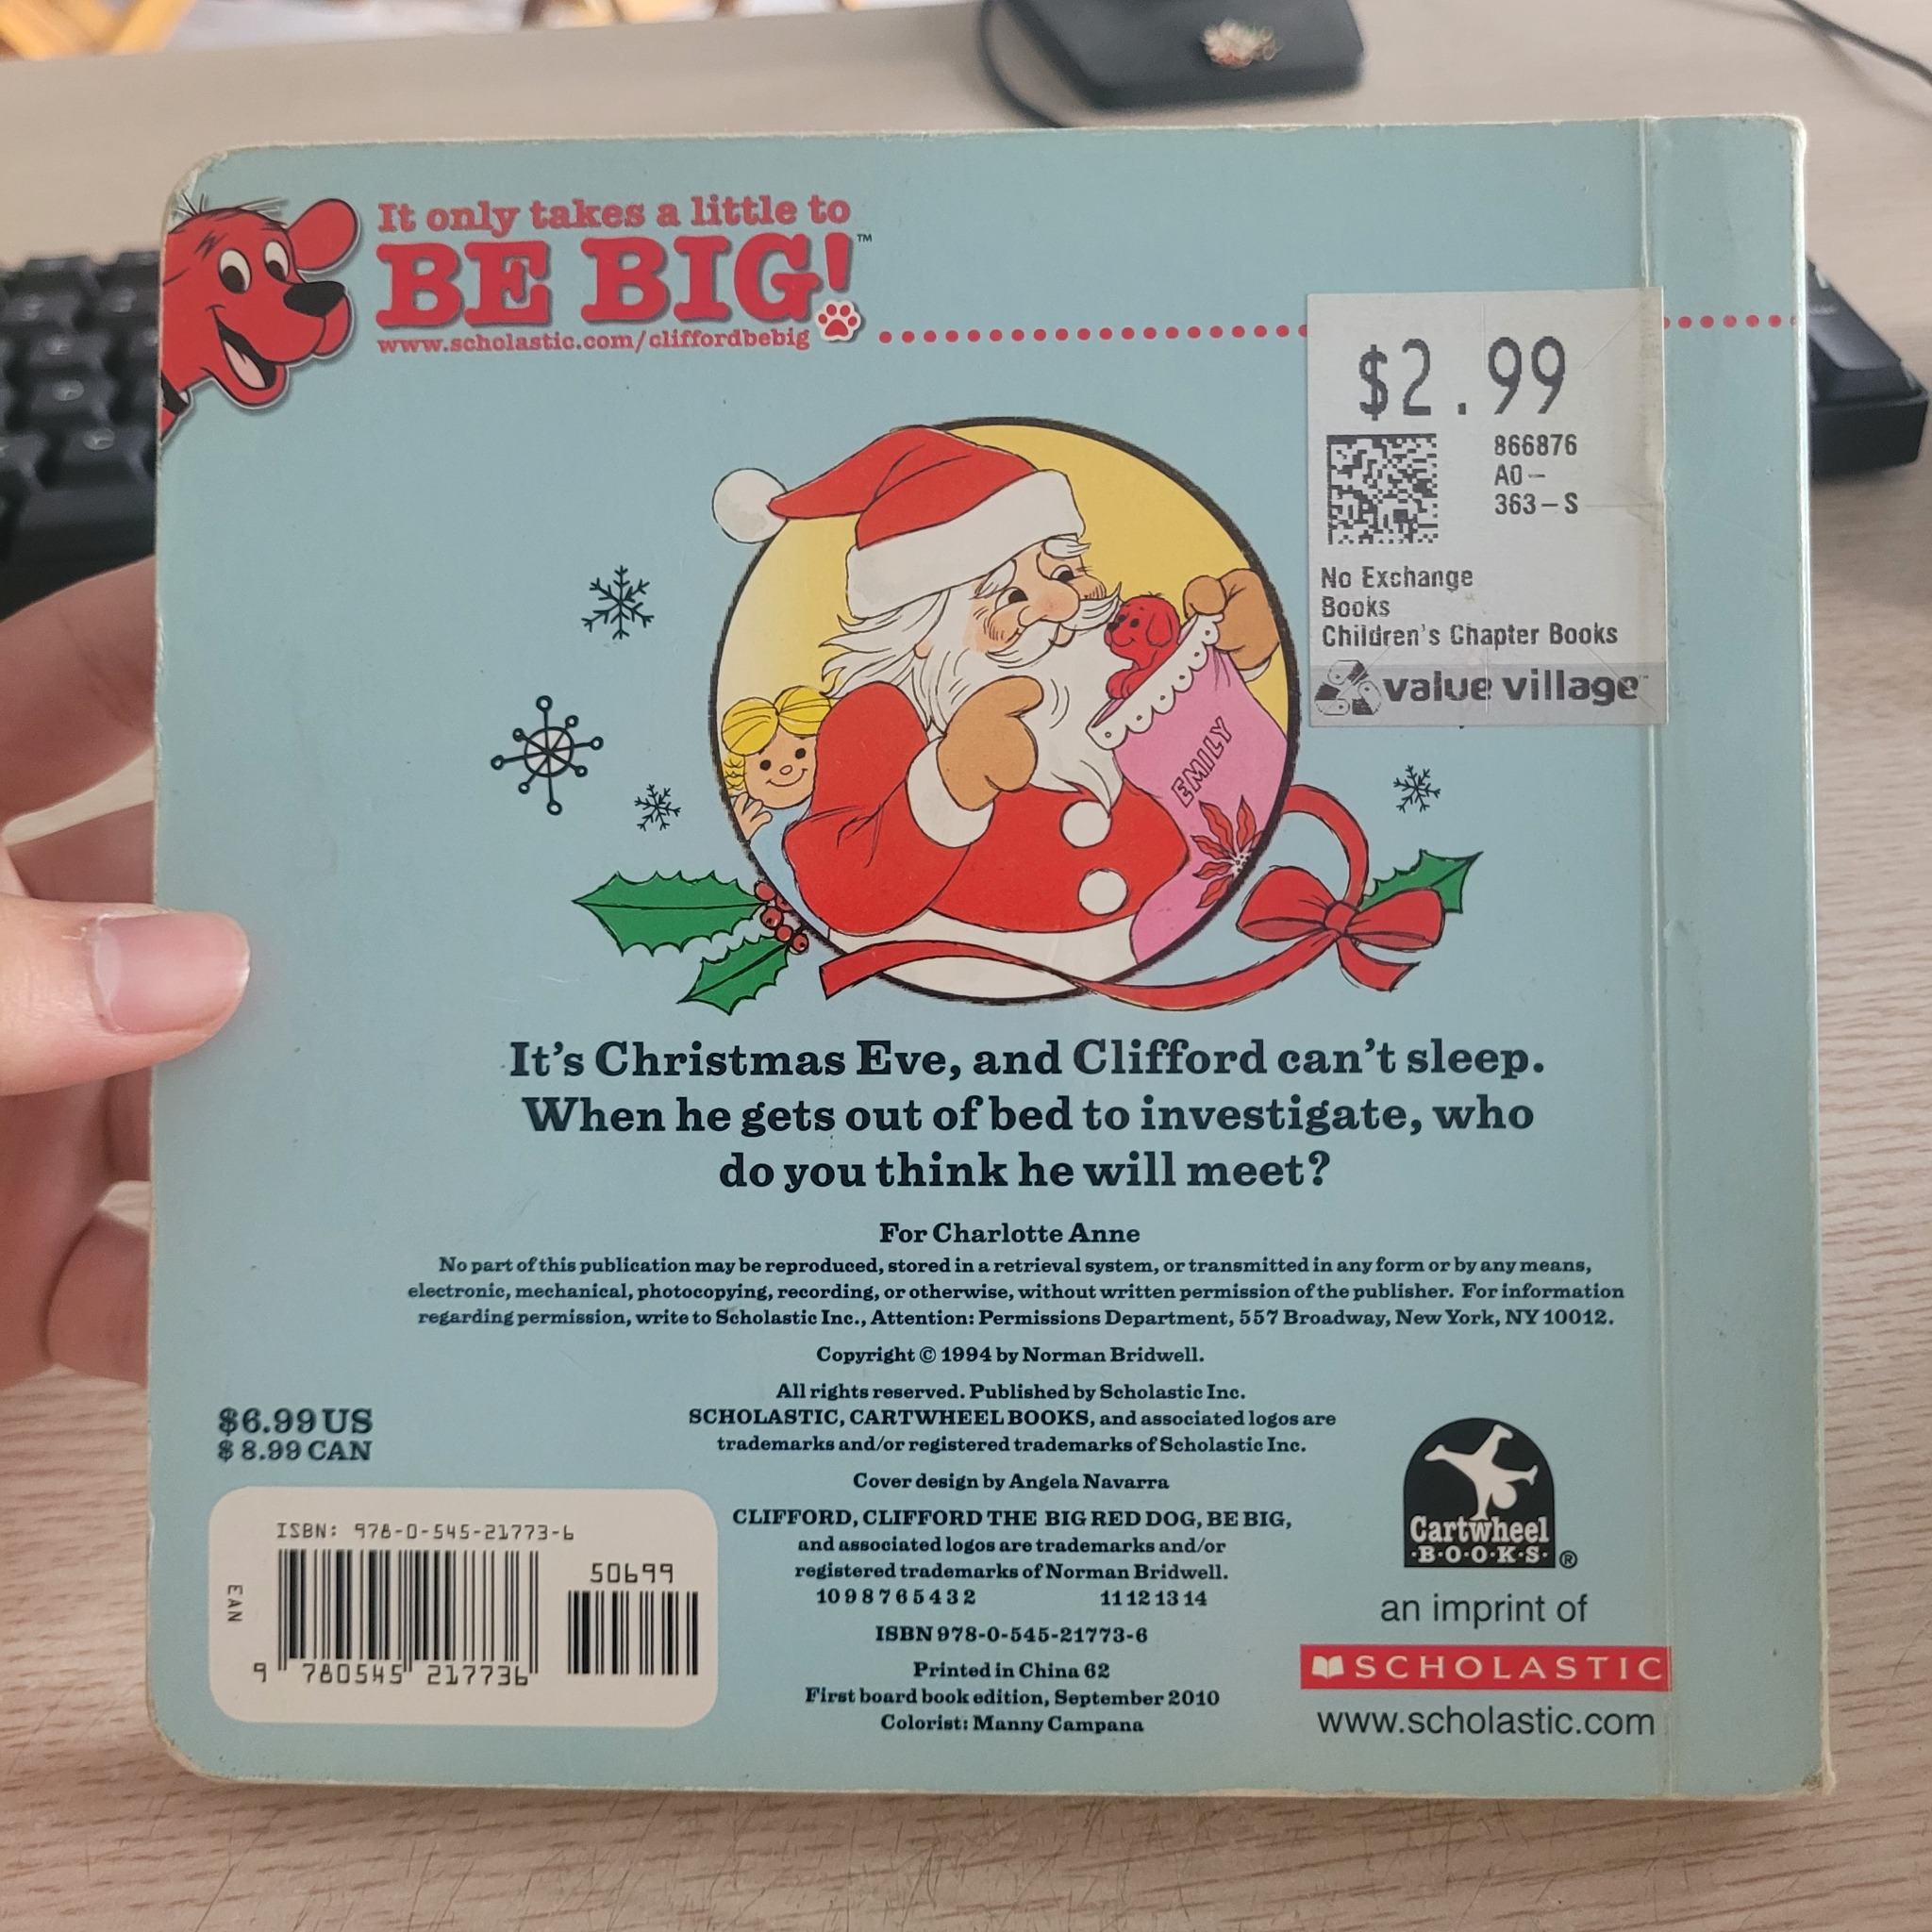 It only takes a little to
BE BIG!™
www.scholastic.com/cliffordbebig
$2.99
866876
A0-
363-S
No Exchange
Books
Children's Chapter Books
value village™
EMILY
It's Christmas Eve, and Clifford can't sleep.
When he gets out of bed to investigate, who
do you think he will meet?
For Charlotte Anne
No part of this publication may be reproduced, stored in a retrieval system, or transmitted in any form or by any means,
electronic, mechanical, photocopying, recording, or otherwise, without written permission of the publisher. For information
regarding permission, write to Scholastic Inc., Attention: Permissions Department, 557 Broadway, New York, NY 10012.
Copyright © 1994 by Norman Bridwell.
All rights reserved. Published by Scholastic Inc.
SCHOLASTIC, CARTWHEEL BOOKS, and associated logos are
trademarks and/or registered trademarks of Scholastic Inc.
Cover design by Angela Navarra
CLIFFORD, CLIFFORD THE BIG RED DOG, BE BIG,
and associated logos are trademarks and/or
registered trademarks of Norman Bridwell.
10 9 8 7 6 5 4 3 2 11 12 13 14
ISBN 978-0-545-21773-6
Printed in China 62
First board book edition, September 2010
Colorist: Manny Campana
$6.99 US
$8.99 CAN
ISBN: 978-0-545-21773-6
50699
EAN
9 780545 217736
Cartwheel
·B·O·O·K·S· ®
an imprint of
SCHOLASTIC
www.scholastic.com